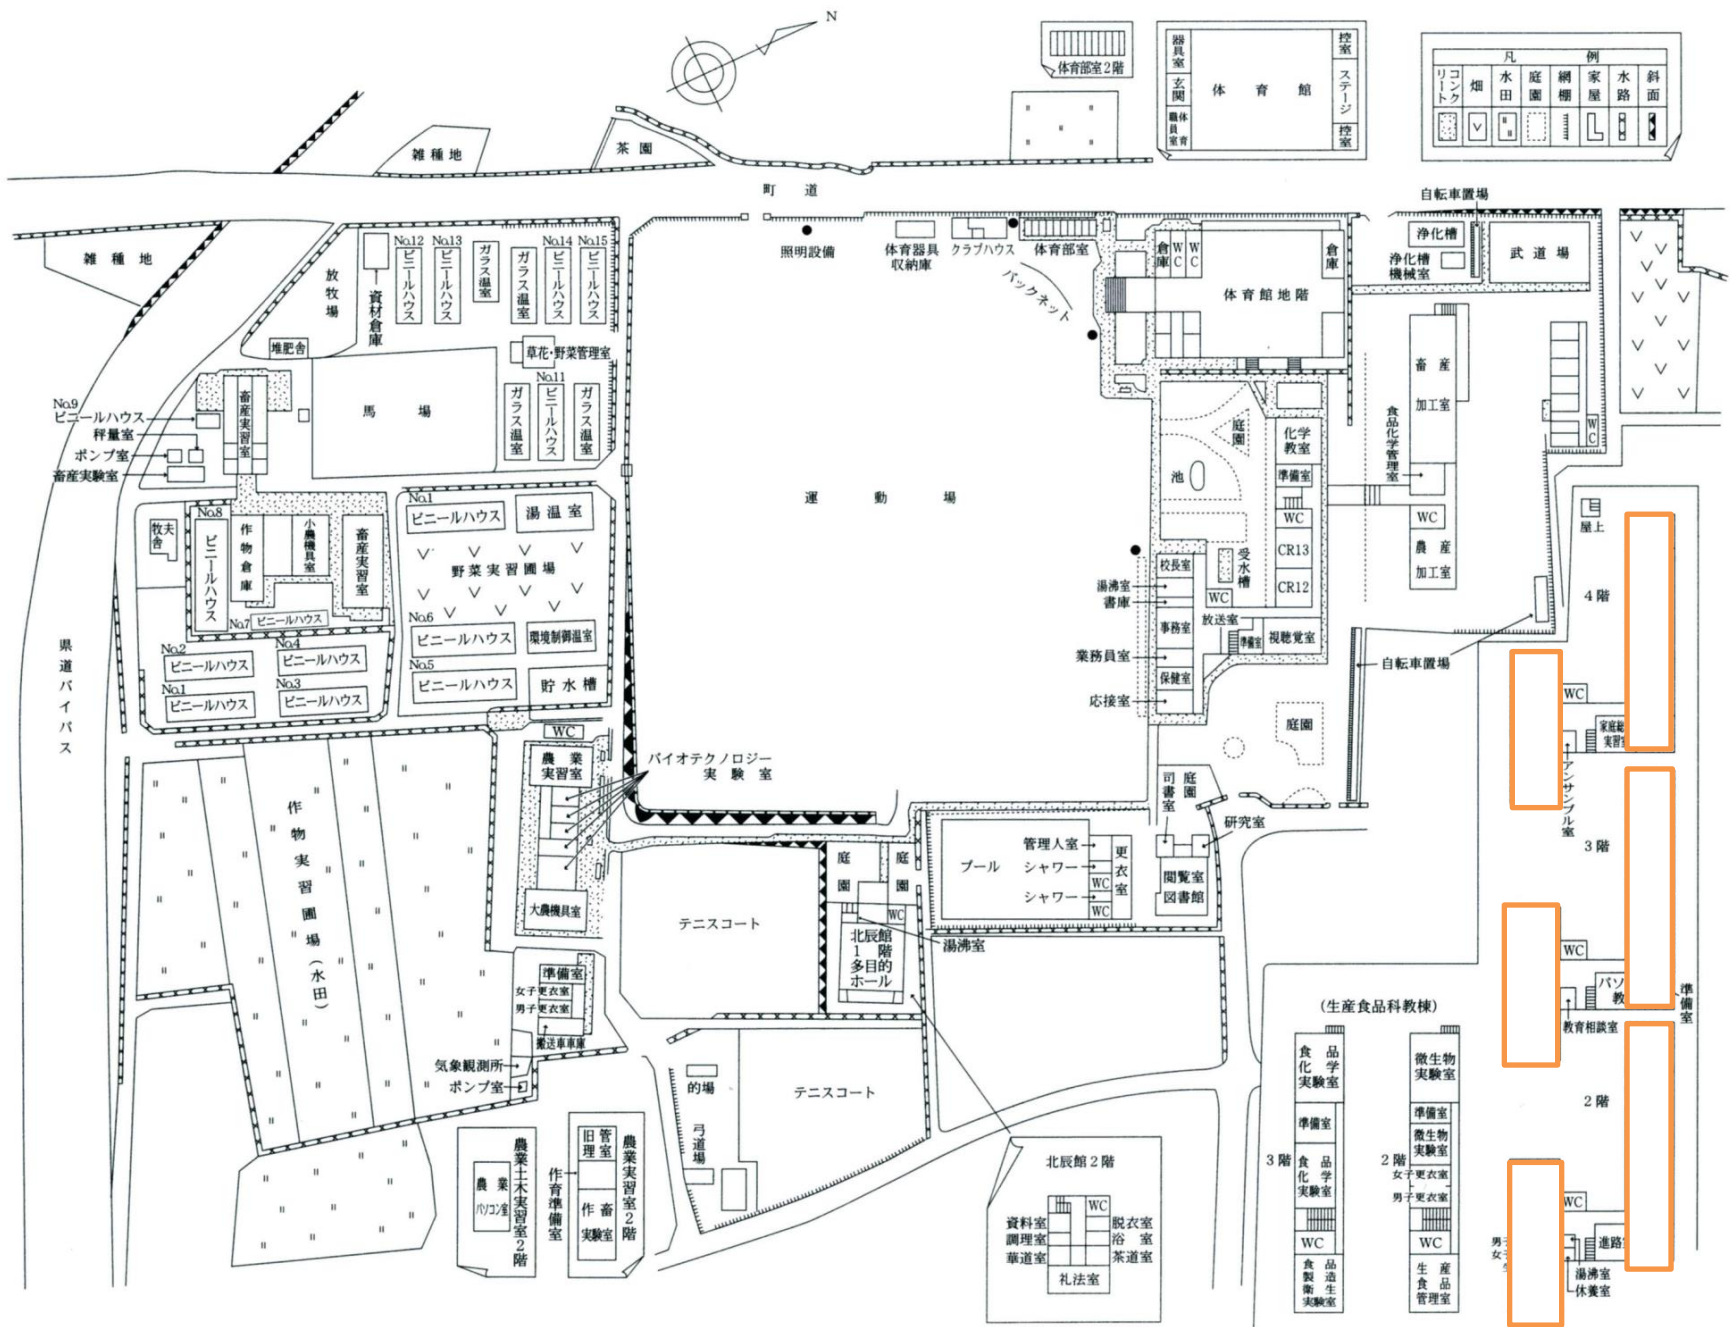 N
体育部室2階
器具室
玄関
体育職員室
体育館
控室
ステージ
控室
凡例
コンクリート
畑
水田
庭園
網棚
家屋
水路
斜面
雑種地
茶園
町道
自転車置場
雑種地
放牧場
資材倉庫
No.12
ビニールハウス
No.13
ビニールハウス
ガラス温室
ガラス温室
No.14
ビニールハウス
No.15
ビニールハウス
照明設備
体育器具
収納庫
クラブハウス
体育部室
バックネット
倉庫
WC
WC
倉庫
体育館地階
浄化槽
浄化槽
機械室
武道場
堆肥舎
草花・野菜管理室
馬場
ガラス温室
No.11
ビニールハウス
ガラス温室
No.9
ビニールハウス
秤量室
ポンプ室
畜産実験室
畜産実習室
運動場
庭園
池
化学
教室
準備室
WC
CR13
CR12
受水槽
WC
放送室
準備室
視聴覚室
畜産
加工室
食品化学管理室
WC
農産
加工室
WC
牧夫舎
No.8
ビニールハウス
作物倉庫
小農機具室
畜産実習室
No.7
ビニールハウス
No.1
ビニールハウス
湯温室
野菜実習圃場
No.6
ビニールハウス
環境制御温室
No.5
ビニールハウス
貯水槽
No.2
ビニールハウス
No.4
ビニールハウス
No.1
ビニールハウス
No.3
ビニールハウス
県道バイパス
校長室
湯沸室
書庫
事務室
業務員室
保健室
応接室
自転車置場
庭園
屋上
4階
WC
アンサンブル室
3階
WC
教育相談室
準備室
2階
WC
湯沸室
休養室
WC
農業
実習室
バイオテクノロジー
実験室
作物実習圃場(水田)
大農機具室
準備室
女子更衣室
男子更衣室
搬送車車庫
気象観測所
ポンプ室
テニスコート
庭園
庭園
WC
湯沸室
北辰館
1階
多目的
ホール
プール
管理人室
シャワー
WC
シャワー
WC
更衣室
司書室
庭園
研究室
閲覧室
図書館
的場
弓道場
テニスコート
農業土木実習室2階
農業
パソコン室
作育準備室
旧管理室
作畜
実験室
農業実習室2階
北辰館2階
WC
資料室
調理室
華道室
脱衣室
浴室
茶道室
礼法室
(生産食品科教棟)
3階
食品
化学
実験室
準備室
食品
化学
実験室
WC
食品
製造
衛生
実験室
2階
微生物
実験室
準備室
微生物
実験室
女子更衣室
男子更衣室
WC
生産
食品
管理室